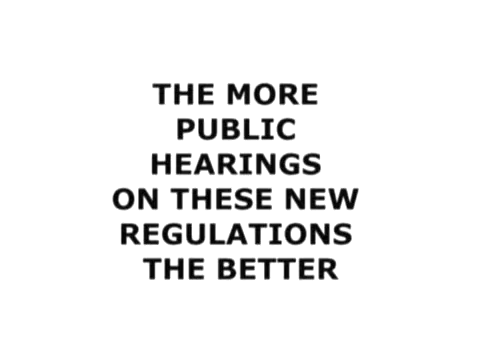 THE MORE
PUBLIC
HEARINGS
ON THESE NEW
REGULATIONS
THE BETTER